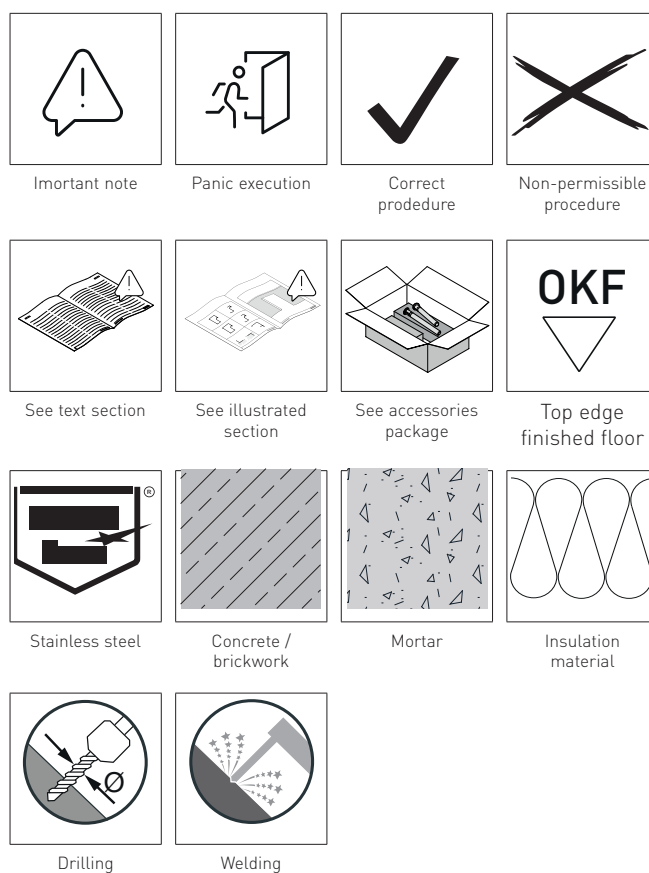 Imortant note
Panic execution
Correct
prodedure
Non-permissible
procedure
OKF
See text section
See illustrated
section
See accessories
package
Top edge
finished floor
®
Stainless steel
Concrete /
brickwork
Mortar
Insulation
material
Ø
Drilling
Welding